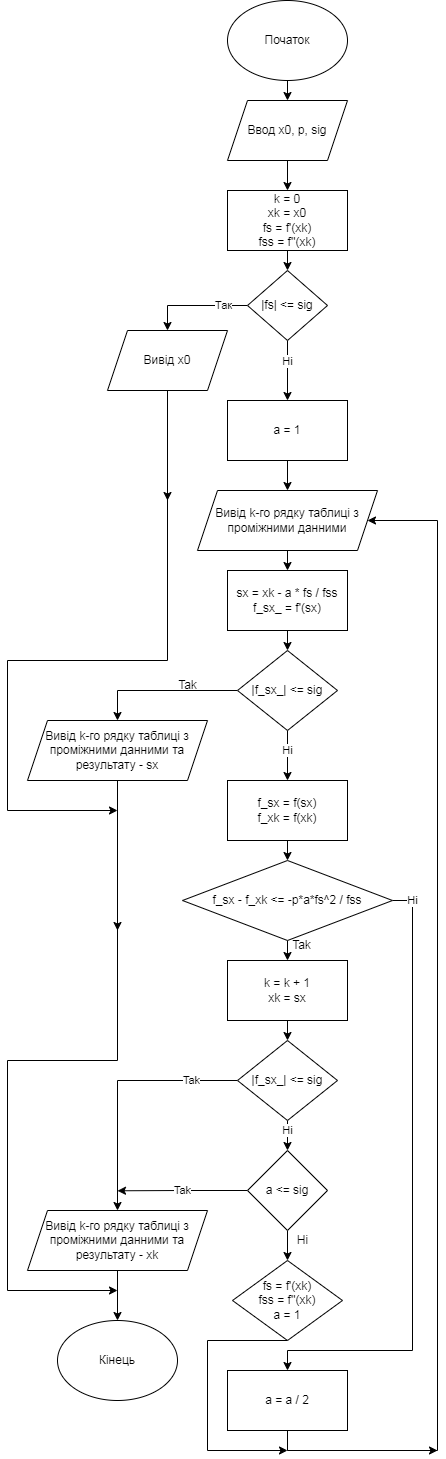 Початок
Ввод x0, p, sig
k = 0
xk = x0
fs = f'(xk)
fss = f''(xk)
|fs| <= sig
Так
Вивід x0
Ні
a = 1
Вивід k-го рядку таблиці з
проміжними данними
sx = xk - a * fs / fss
f_sx_ = f'(sx)
|f_sx_| <= sig
Tak
Вивід k-го рядку таблиці з
проміжними данними та
результату - sx
Ні
f_sx = f(sx)
f_xk = f(xk)
f_sx - f_xk <= -p*a*fs^2 / fss
Ні
Tak
k = k + 1
xk = sx
|f_sx_| <= sig
Tak
Ні
a <= sig
Tak
Ні
Вивід k-го рядку таблиці з
проміжними данними та
результату - xk
fs = f'(xk)
fss = f''(xk)
a = 1
Кінець
a = a / 2